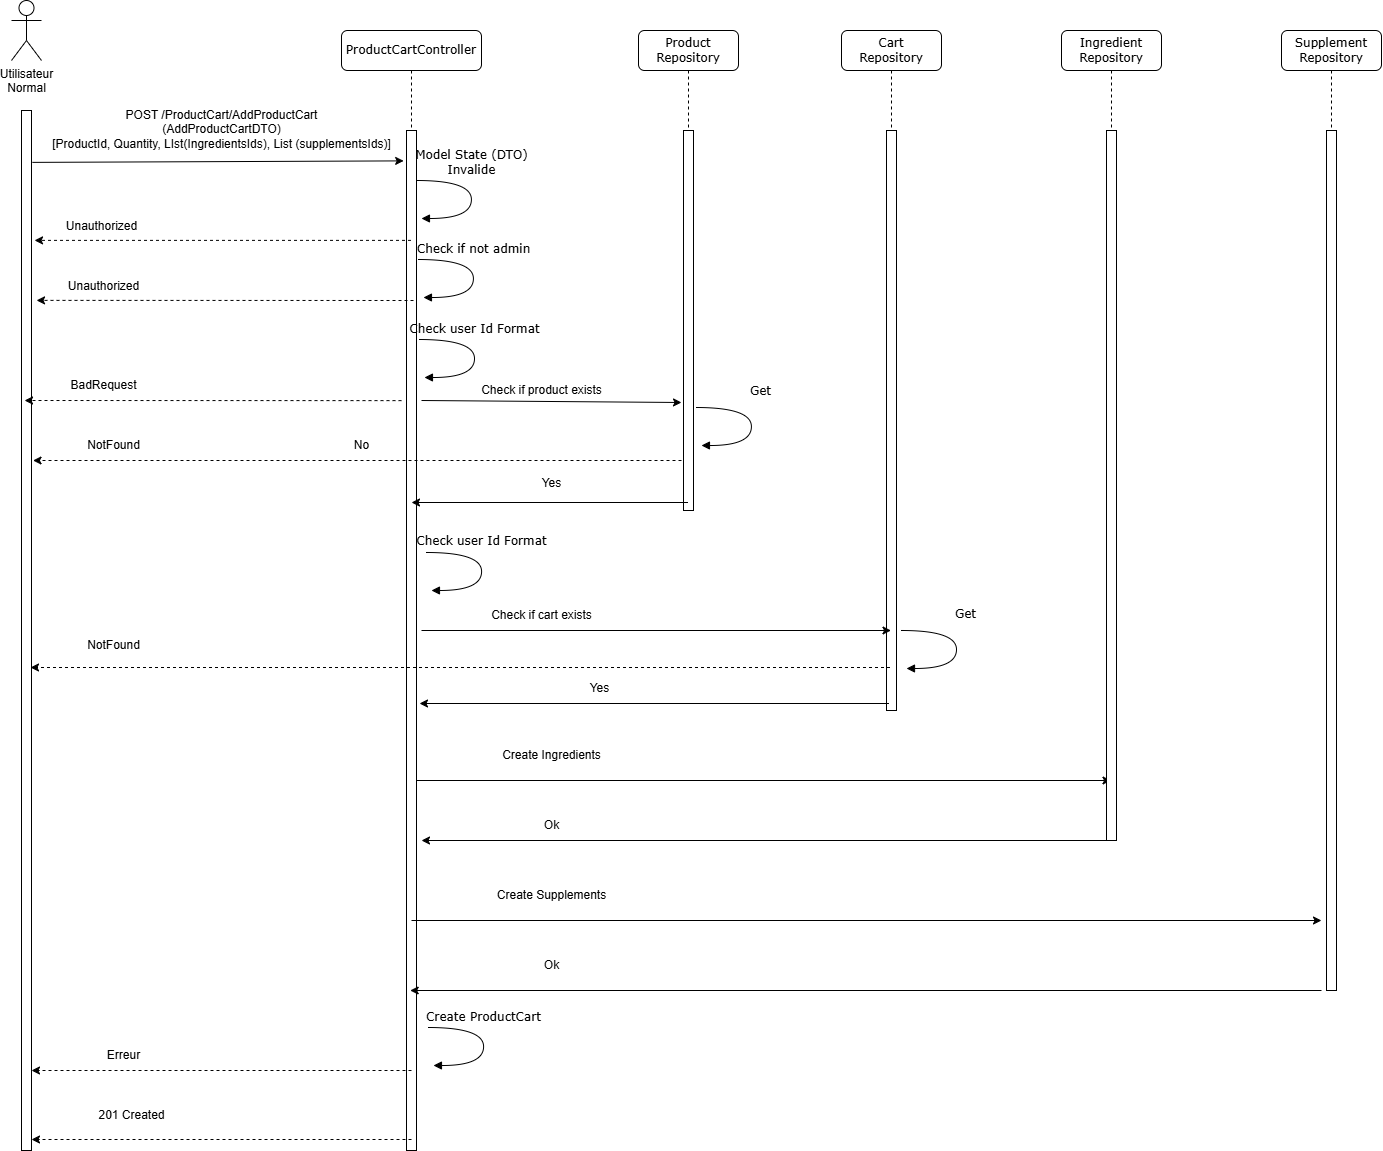 Utilisateur
Normal
ProductCartController
Product
Repository
Cart
Repository
Ingredient
Repository
Supplement
Repository
POST /ProductCart/AddProductCart
(AddProductCartDTO)
[ProductId, Quantity, LIst(IngredientsIds), List (supplementsIds)]
Model State (DTO)
Invalide
Unauthorized
Check if not admin
Unauthorized
Check user Id Format
BadRequest
Check if product exists
Get
NotFound
No
Yes
Check user Id Format
Check if cart exists
Get
NotFound
Yes
Create Ingredients
Ok
Create Supplements
Ok
Create ProductCart
Erreur
201 Created